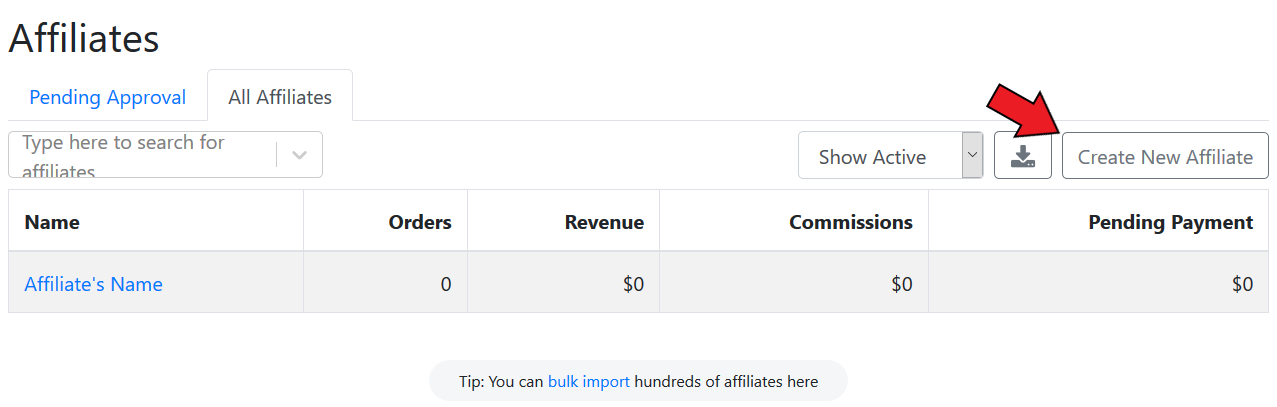 Affiliates
Pending Approval
All Affiliates
Type here to search for
affiliates
Show Active
Create New Affiliate
Name
Orders
Revenue
Commissions
Pending Payment
Affiliate's Name
0
$0
$0
$0
Tip: You can bulk import hundreds of affiliates here